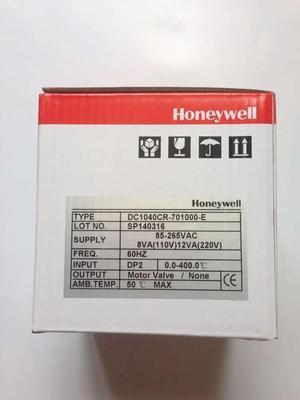 Honeywell
Honeywell
TYPE DC1040CR-701000-E
LOT NO. SP140316
SUPPLY 85-265VAC
8VA(110V)12VA(220V)
FREQ. 60HZ
INPUT DP2 0.0-400.0℃
OUTPUT Motor Valve / None
AMB.TEMP. 50℃ MAX
CE